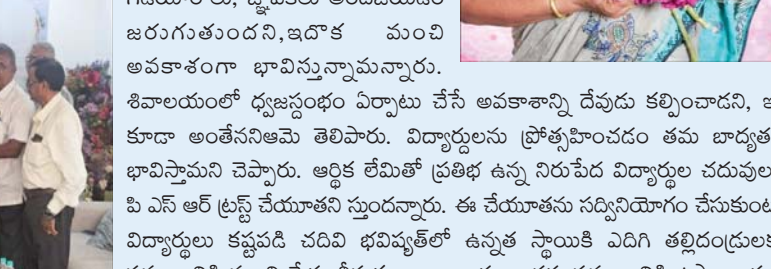 జరుగుతుందని,ఇదొక మంచి
అవకాశంగా భావిస్తున్నామన్నారు.
శివాలయంలో ధ్వజస్దంభం ఏర్పాటు చేసే అవకాశాన్ని దేవుడు కల్పించాడని,
కూడా అంతేననిఆమె తెలిపారు. విద్యార్దులను ప్రోత్సహించడం తమ బాద్యత
భావిస్తామని చెప్పారు. ఆర్థిక లేమితో ప్రతిభ ఉన్న నిరుపేద విద్యార్థుల చదువుల
పి ఎస్ ఆర్ ట్రస్ట్ చేయూతని స్తుందన్నారు. ఈ చేయూతను సద్వినియోగం చేసుకుంట
విద్యార్థులు కష్టపడి చదివి భవిష్యత్‌లో ఉన్నత స్థాయికి ఎదిగి తల్లిదండ్రులక